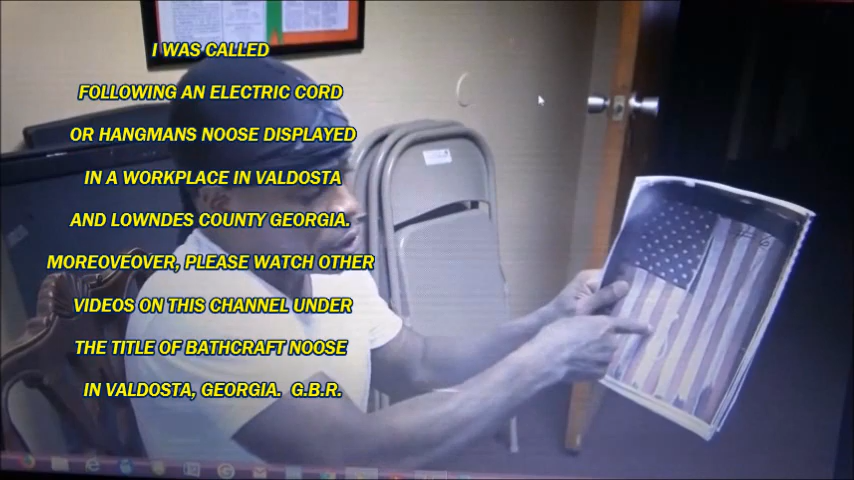 I WAS CALLED
FOLLOWING AN ELECTRIC CORD
OR HANGMANS NOOSE DISPLAYED
IN A WORKPLACE IN VALDOSTA
AND LOWNDES COUNTY GEORGIA.
MOREOVEOVER, PLEASE WATCH OTHER
VIDEOS ON THIS CHANNEL UNDER
THE TITLE OF BATHCRAFT NOOSE
IN VALDOSTA, GEORGIA. G.B.R.